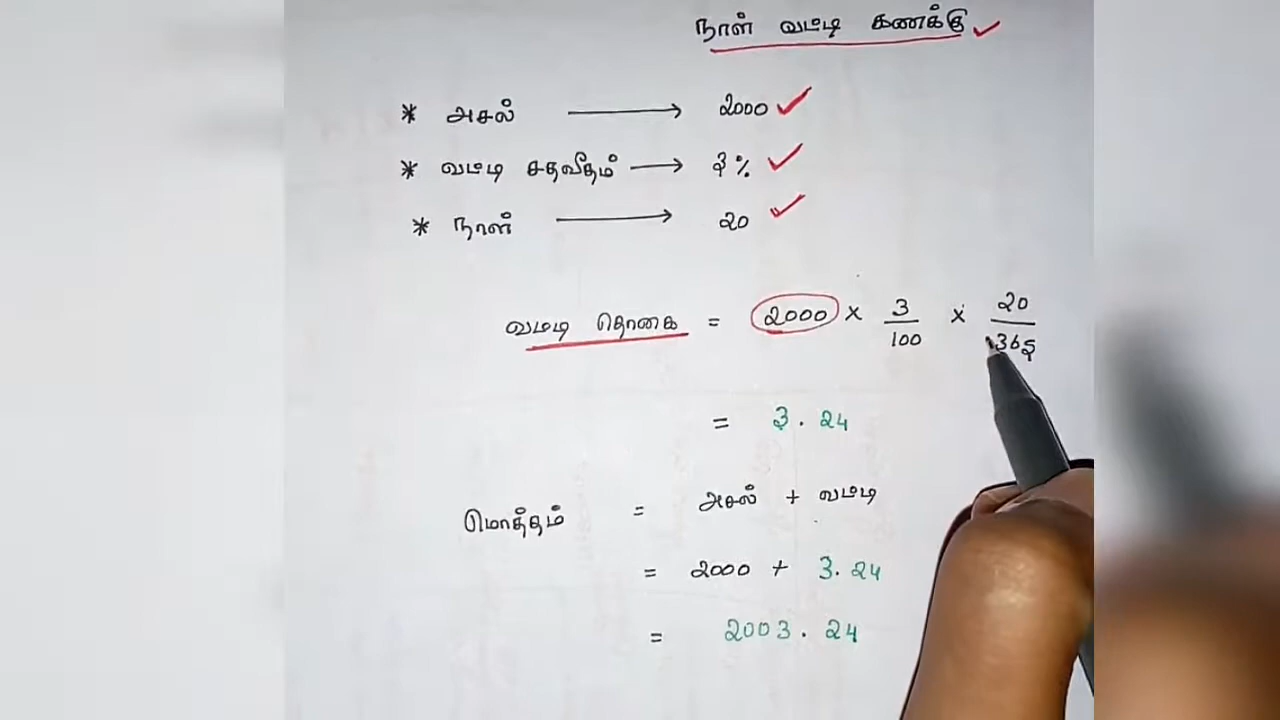 நாள் வட்டி கணக்கு
* அசல் → 2000
* வட்டி சதவீதம் → 3%
* நாள் → 20
வட்டி தொகை = 2000 × 3/100 × 20/365
= 3.24
மொத்தம் = அசல் + வட்டி
= 2000 + 3.24
= 2003.24